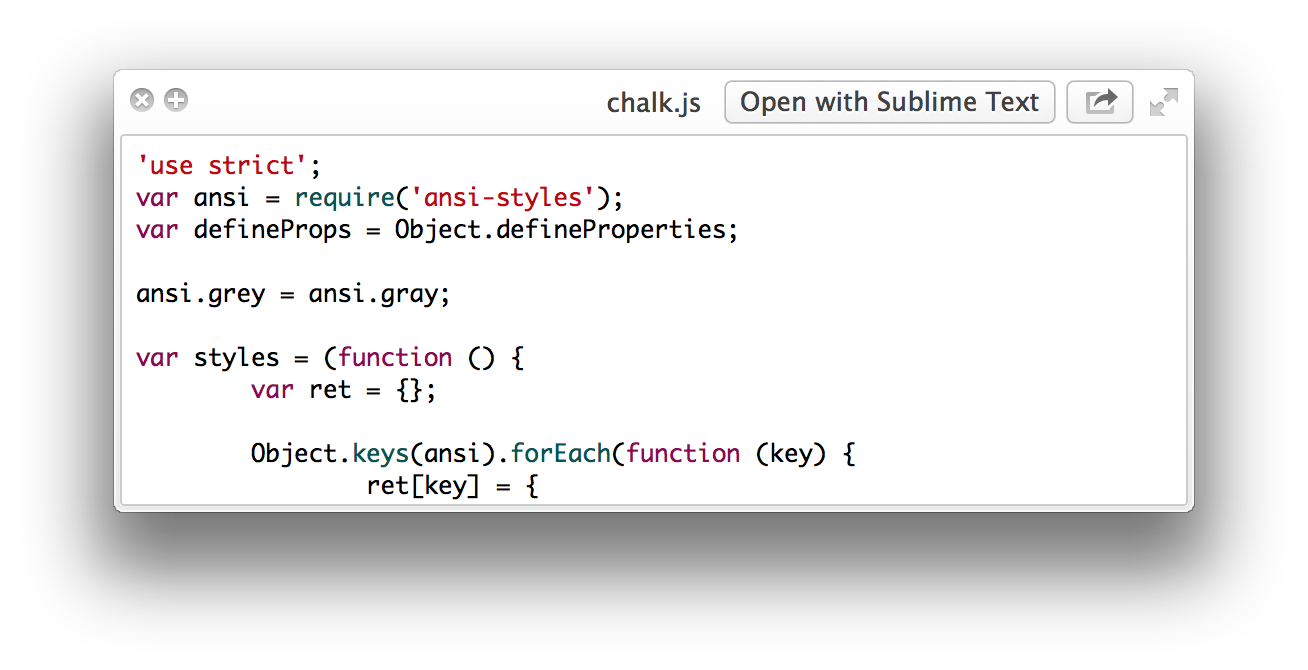 chalk.js Open with Sublime Text
'use strict';
var ansi = require('ansi-styles');
var defineProps = Object.defineProperties;

ansi.grey = ansi.gray;

var styles = (function () {
        var ret = {};

        Object.keys(ansi).forEach(function (key) {
                ret[key] = {